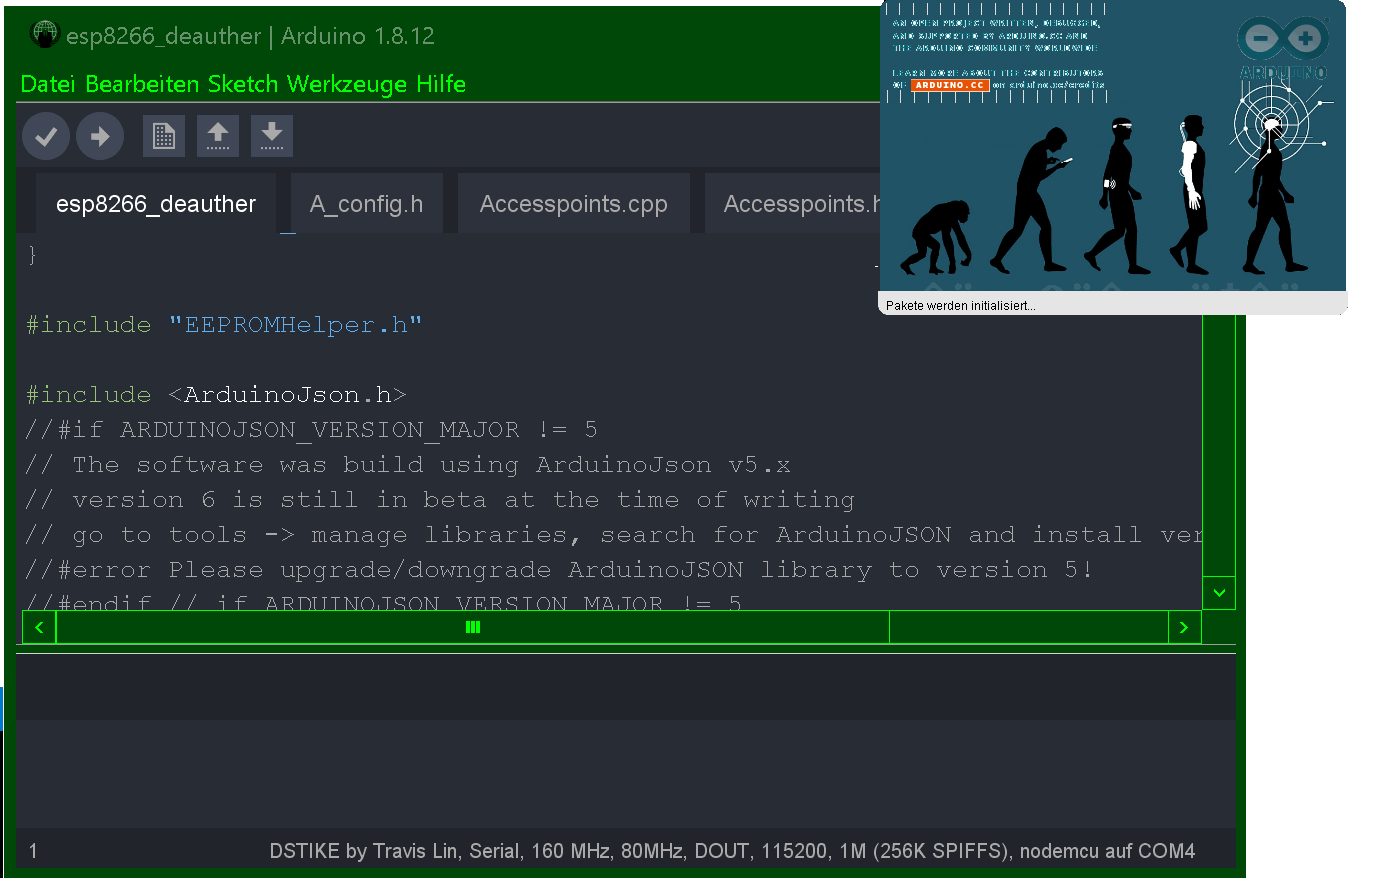 esp8266_deauther | Arduino 1.8.12
Datei Bearbeiten Sketch Werkzeuge Hilfe
esp8266_deauther
A_config.h
Accesspoints.cpp
Accesspoints.h
}
#include "EEPROMHelper.h"
#include <ArduinoJson.h>
//#if ARDUINOJSON_VERSION_MAJOR != 5
// The software was build using ArduinoJson v5.x
// version 6 is still in beta at the time of writing
// go to tools -> manage libraries, search for ArduinoJSON and install ver
//#error Please upgrade/downgrade ArduinoJSON library to version 5!
//#endif // if ARDUINOJSON_VERSION_MAJOR != 5
1
DSTIKE by Travis Lin, Serial, 160 MHz, 80MHz, DOUT, 115200, 1M (256K SPIFFS), nodemcu auf COM4
AN OPEN PROJECT WRITTEN, DEBUGGED,
AND SUPPORTED BY ARDUINO.CC AND
THE ARDUINO COMMUNITY WORLDWIDE
LEARN MORE ABOUT THE CONTRIBUTORS
OF ARDUINO.CC on arduino.cc/credits
ARDUINO
Pakete werden initialisiert...